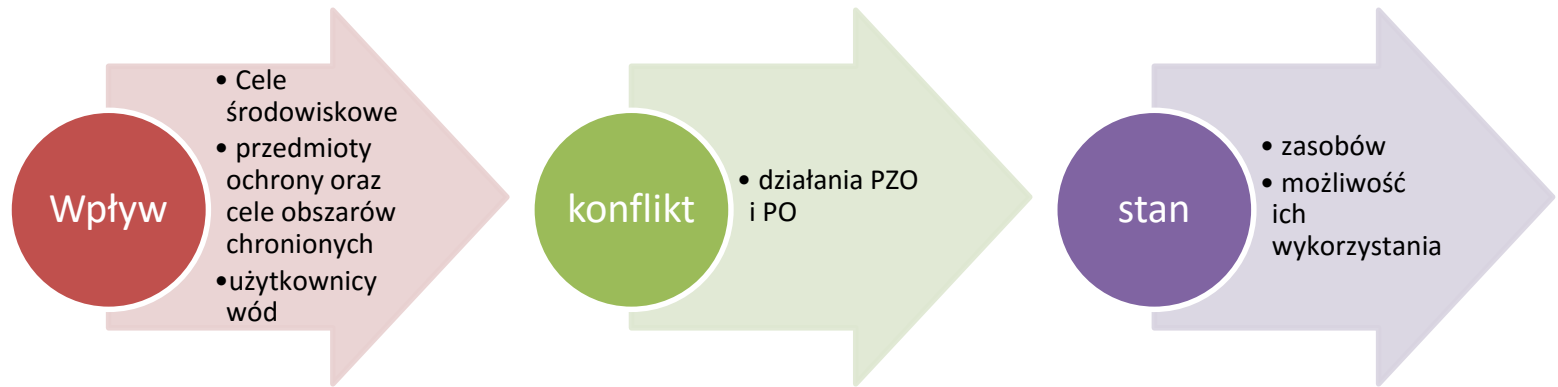 Wpływ
• Cele
środowiskowe
• przedmioty
ochrony oraz
cele obszarów
chronionych
•użytkownicy
wód
konflikt
• działania PZO
i PO
stan
• zasobów
• możliwość
ich
wykorzystania